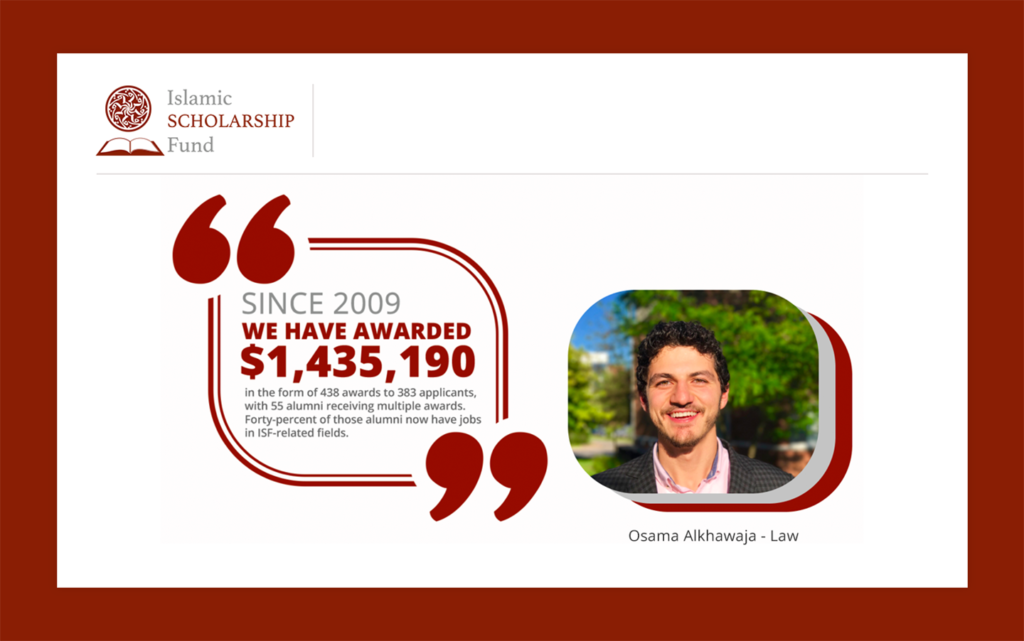 Islamic
SCHOLARSHIP
Fund
SINCE 2009
WE HAVE AWARDED
$1,435,190
in the form of 438 awards to 383 applicants,
with 55 alumni receiving multiple awards.
Forty-percent of those alumni now have jobs
in ISF-related fields.
Osama Alkhawaja - Law